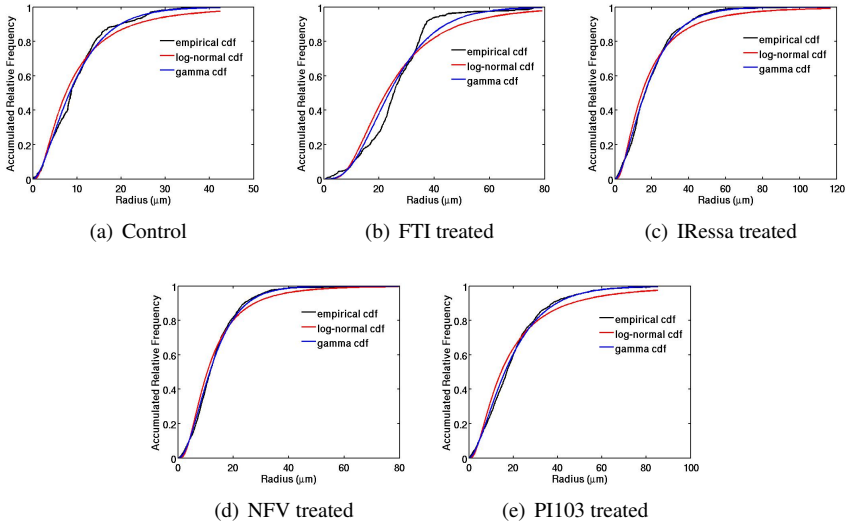 Accumulated Relative Frequency
1
0.8
0.6
0.4
0.2
0
0
10
20
30
40
50
Radius (μm)
empirical cdf
log-normal cdf
gamma cdf
(a) Control
Accumulated Relative Frequency
1
0.8
0.6
0.4
0.2
0
0
20
40
60
80
Radius (μm)
empirical cdf
log-normal cdf
gamma cdf
(b) FTI treated
Accumulated Relative Frequency
1
0.8
0.6
0.4
0.2
0
0
20
40
60
80
100
120
Radius (μm)
empirical cdf
log-normal cdf
gamma cdf
(c) IRessa treated
Accumulated Relative Frequency
1
0.8
0.6
0.4
0.2
0
0
20
40
60
80
Radius (μm)
empirical cdf
log-normal cdf
gamma cdf
(d) NFV treated
Accumulated Relative Frequency
1
0.8
0.6
0.4
0.2
0
0
20
40
60
80
100
Radius (μm)
empirical cdf
log-normal cdf
gamma cdf
(e) PI103 treated